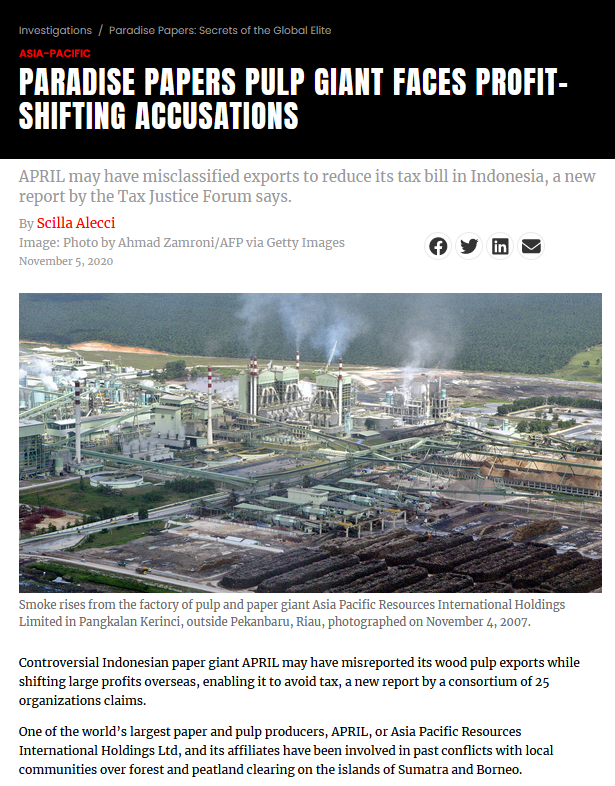 Investigations / Paradise Papers: Secrets of the Global Elite
ASIA-PACIFIC
PARADISE PAPERS PULP GIANT FACES PROFIT-
SHIFTING ACCUSATIONS
APRIL may have misclassified exports to reduce its tax bill in Indonesia, a new
report by the Tax Justice Forum says.
By Scilla Alecci
Image: Photo by Ahmad Zamroni/AFP via Getty Images
November 5, 2020
Smoke rises from the factory of pulp and paper giant Asia Pacific Resources International Holdings
Limited in Pangkalan Kerinci, outside Pekanbaru, Riau, photographed on November 4, 2007.
Controversial Indonesian paper giant APRIL may have misreported its wood pulp exports while
shifting large profits overseas, enabling it to avoid tax, a new report by a consortium of 25
organizations claims.
One of the world's largest paper and pulp producers, APRIL, or Asia Pacific Resources
International Holdings Ltd, and its affiliates have been involved in past conflicts with local
communities over forest and peatland clearing on the islands of Sumatra and Borneo.